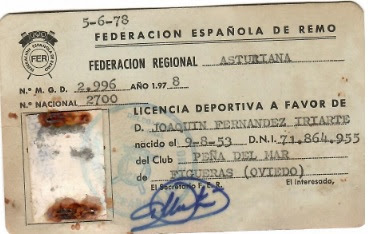 5-6-78
FEDERACION ESPAÑOLA DE REMO
FER
FEDERACION REGIONAL ASTURIANA
N.º M. G. D. 2.996 AÑO 1.97 8
N.º NACIONAL 2700
LICENCIA DEPORTIVA A FAVOR DE
D. JOAQUIN FERNANDEZ IRIARTE
nacido el 9-8-53 D.N.I. 71.864.955
del Club PEÑA DEL MAR
de FIGUERAS (OVIEDO)
El Secretario F. E. R. El interesado,